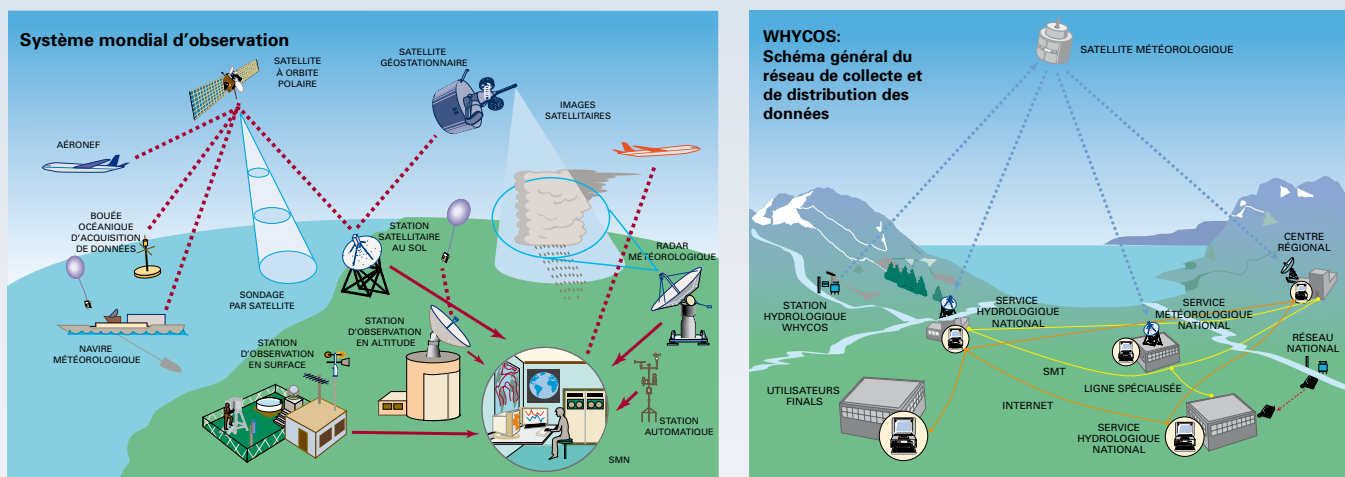 Système mondial d'observation
SATELLITE
À ORBITE
POLAIRE
SATELLITE
GÉOSTATIONNAIRE
IMAGES
SATELLITAIRES
AÉRONEF
BOUÉE
OCÉANIQUE
D'ACQUISITION
DE DONNÉES
STATION
SATELLITAIRE
AU SOL
RADAR
MÉTÉOROLOGIQUE
SONDAGE
PAR SATELLITE
NAVIRE
MÉTÉOROLOGIQUE
STATION
D'OBSERVATION
EN ALTITUDE
STATION
D'OBSERVATION
EN SURFACE
STATION
AUTOMATIQUE
SMN
WHYCOS:
Schéma général du
réseau de collecte et
de distribution des
données
SATELLITE MÉTÉOROLOGIQUE
CENTRE
RÉGIONAL
STATION
HYDROLOGIQUE
WHYCOS
SERVICE
HYDROLOGIQUE
NATIONAL
SERVICE
MÉTÉOROLOGIQUE
NATIONAL
RÉSEAU
NATIONAL
SMT
LIGNE SPÉCIALISÉE
UTILISATEURS
FINALS
INTERNET
SERVICE
HYDROLOGIQUE
NATIONAL